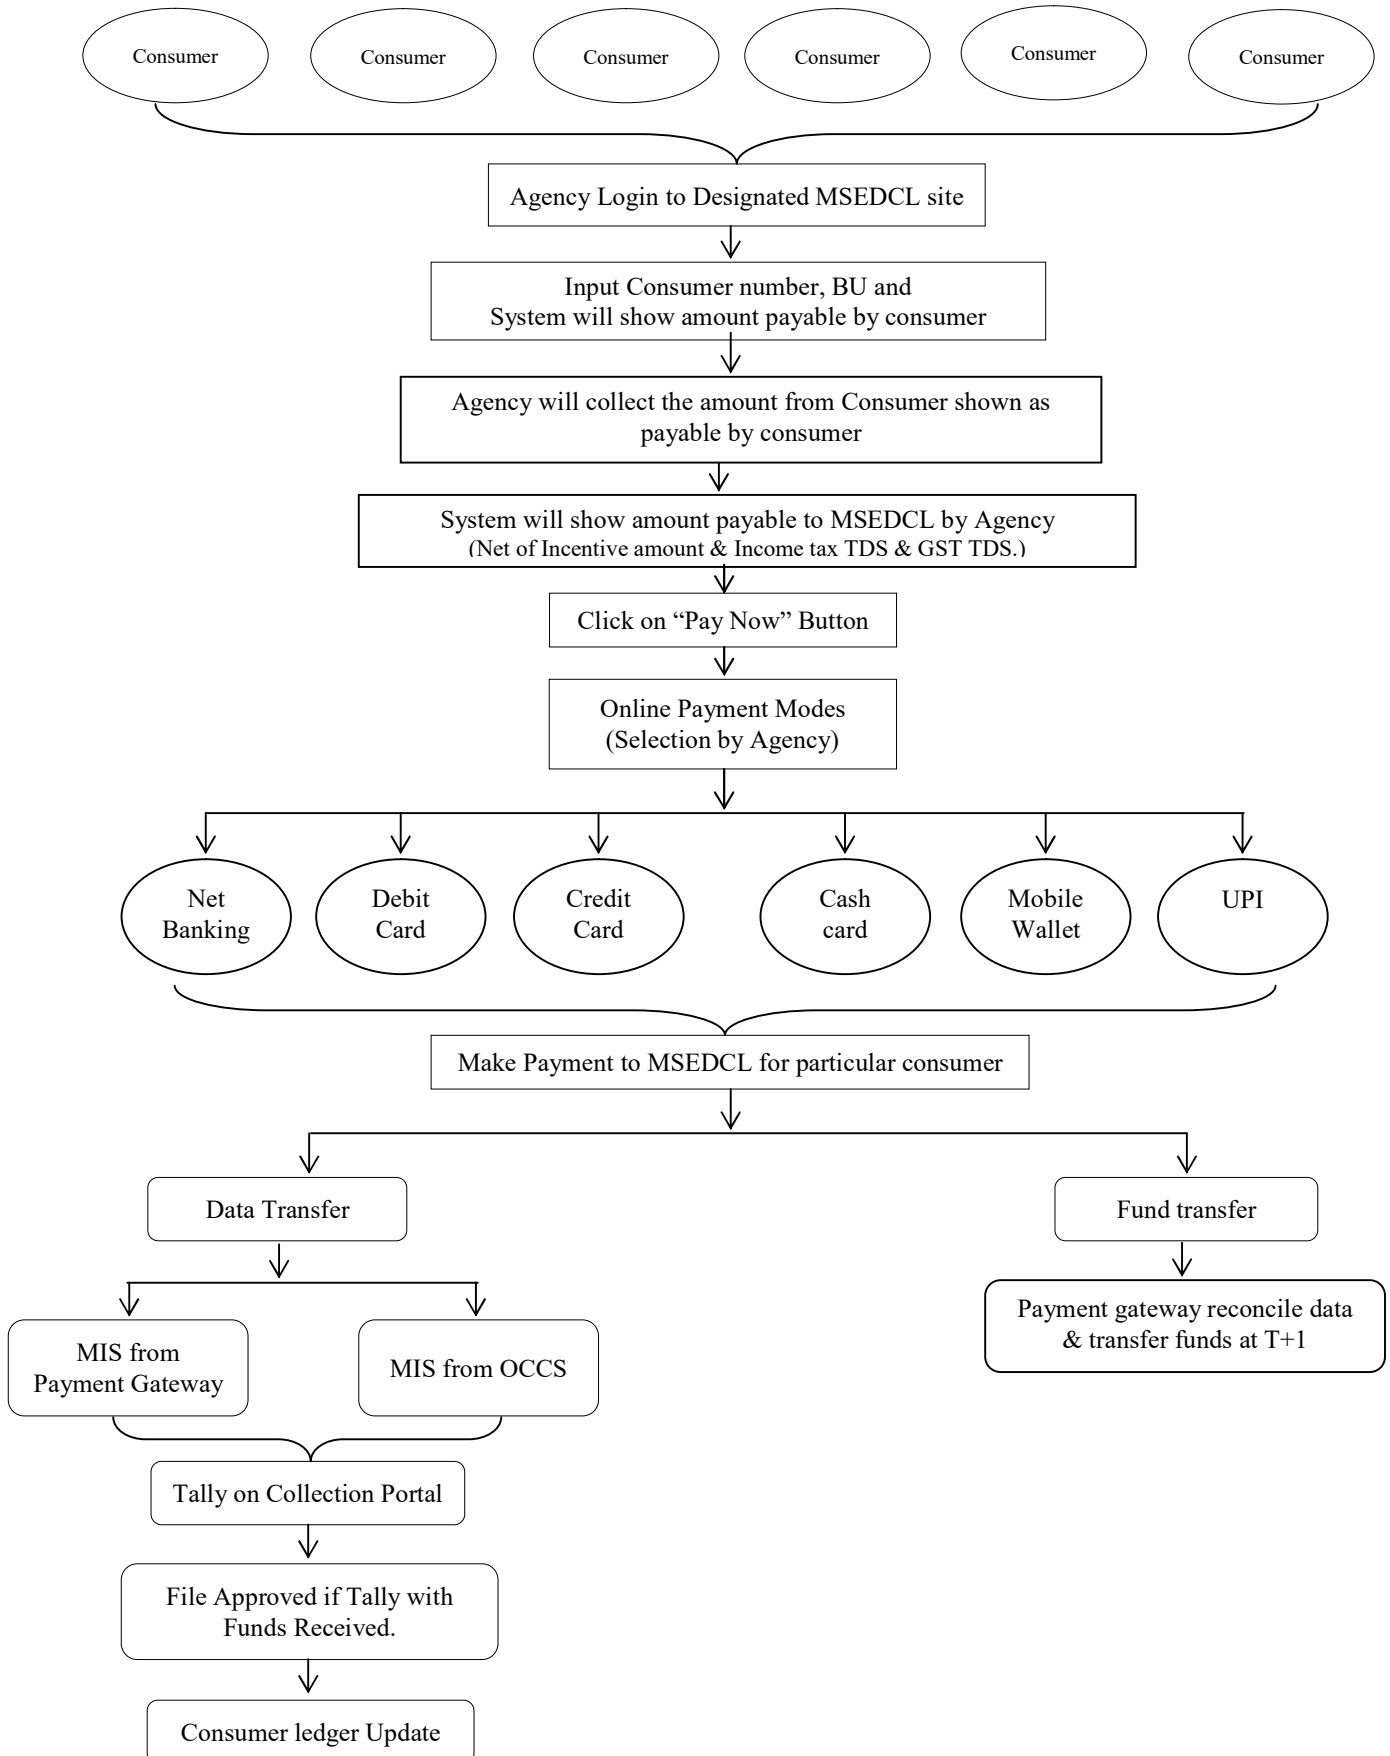 Consumer
Consumer
Consumer
Consumer
Consumer
Consumer
Agency Login to Designated MSEDCL site
Input Consumer number, BU and
System will show amount payable by consumer
Agency will collect the amount from Consumer shown as
payable by consumer
System will show amount payable to MSEDCL by Agency
(Net of Incentive amount & Income tax TDS & GST TDS.)
Click on “Pay Now” Button
Online Payment Modes
(Selection by Agency)
Net
Banking
Debit
Card
Credit
Card
Cash
card
Mobile
Wallet
UPI
Make Payment to MSEDCL for particular consumer
Data Transfer
Fund transfer
Payment gateway reconcile data
& transfer funds at T+1
MIS from
Payment Gateway
MIS from OCCS
Tally on Collection Portal
File Approved if Tally with
Funds Received.
Consumer ledger Update